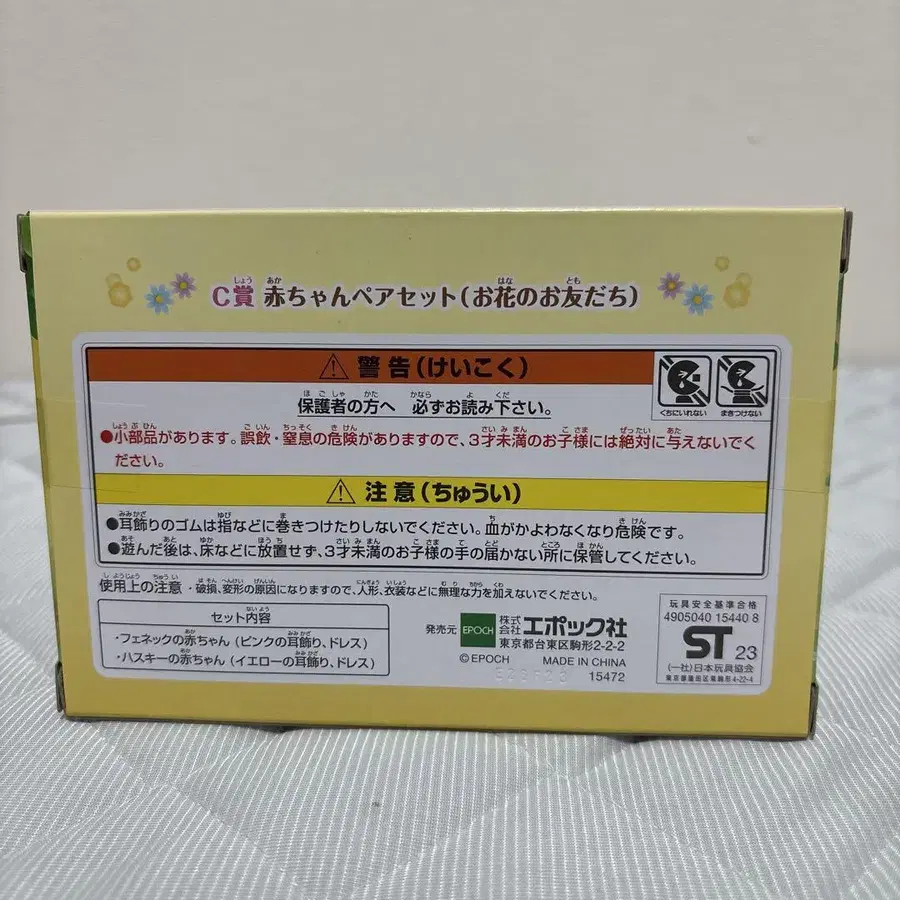 C賞 赤ちゃんペアセット(お花のお友だち)
警告(けいこく)
くちにいれない
まきつけない
保護者の方へ 必ずお読み下さい。
●小部品があります。誤飲・窒息の危険がありますので、3才未満のお子様には絶対に与えないでく
ださい。
注意(ちゅうい)
●耳飾りのゴムは指などに巻きつけたりしないでください。血がかよわなくなり危険です。
●遊んだ後は、床などに放置せず、3才未満のお子様の手の届かない所に保管してください。
使用上の注意・破損、変形の原因になりますので、人形、衣装などに無理な力を加えないでください。
セット内容
・フェネックの赤ちゃん(ピンクの耳飾り、ドレス)
・ハスキーの赤ちゃん(イエローの耳飾り、ドレス)
発売元 EPOCH 株式会社エポック社
東京都台東区駒形2-2-2
©EPOCH MADE IN CHINA 15472
玩具安全基準合格
4905040 15440 8
ST 23
(一社)日本玩具協会